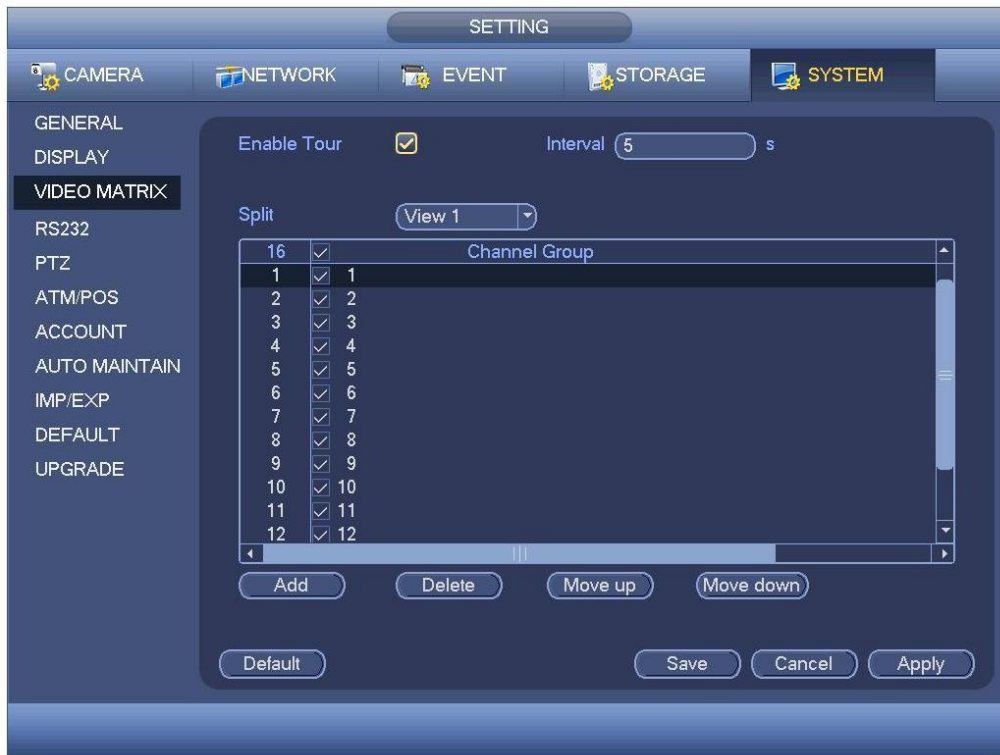 SETTING
CAMERA NETWORK EVENT STORAGE SYSTEM
GENERAL
DISPLAY
VIDEO MATRIX
RS232
PTZ
ATM/POS
ACCOUNT
AUTO MAINTAIN
IMP/EXP
DEFAULT
UPGRADE
Enable Tour Interval 5 s
Split View 1
16 Channel Group
1 1
2 2
3 3
4 4
5 5
6 6
7 7
8 8
9 9
10 10
11 11
12 12
Add Delete Move up Move down
Default Save Cancel Apply